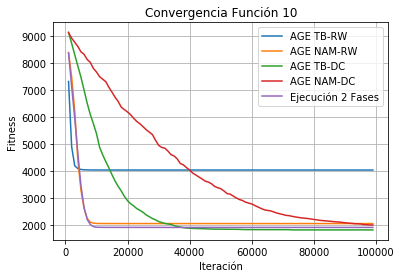 Convergencia Función 10
9000
8000
7000
6000
5000
4000
3000
2000
Fitness
AGE TB-RW
AGE NAM-RW
AGE TB-DC
AGE NAM-DC
Ejecución 2 Fases
0 20000 40000 60000 80000 100000
Iteración